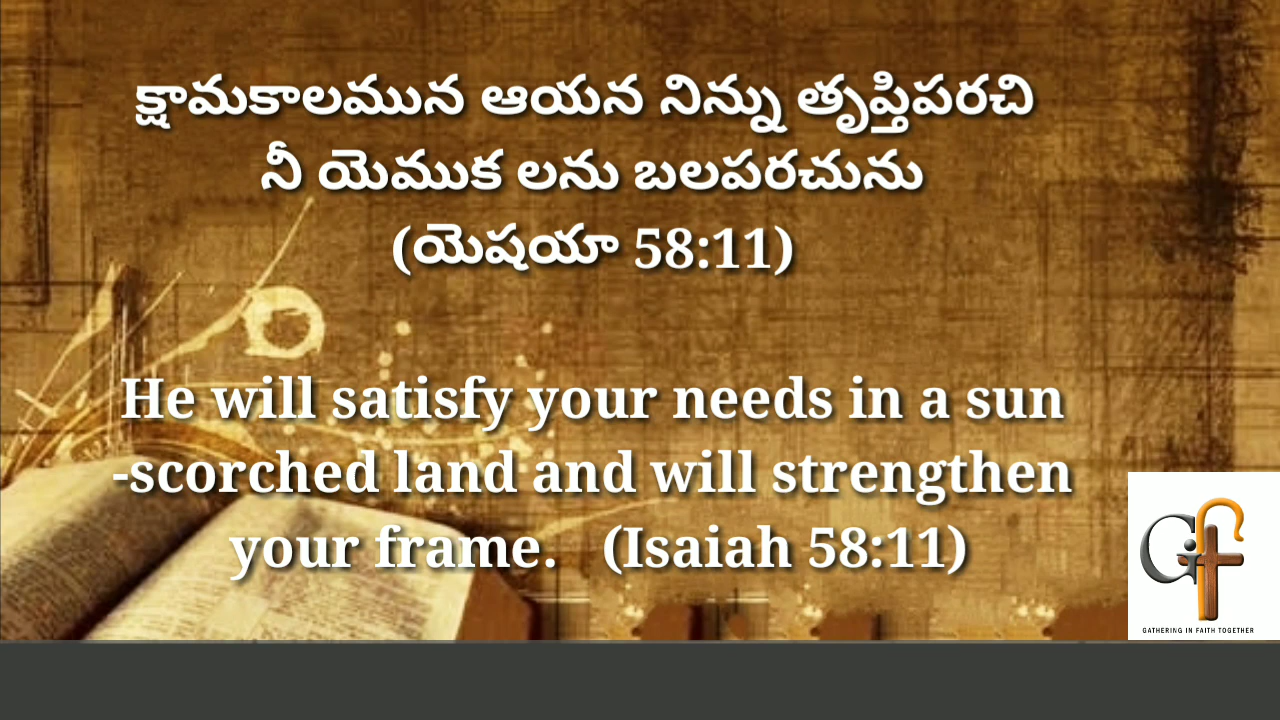 క్షామకాలమున ఆయన నిన్ను తృప్తిపరచి
నీ యెముక లను బలపరచును
(యెషయా 58:11)
He will satisfy your needs in a sun
-scorched land and will strengthen
your frame. (Isaiah 58:11)
Gif
GATHERING IN FAITH TOGETHER